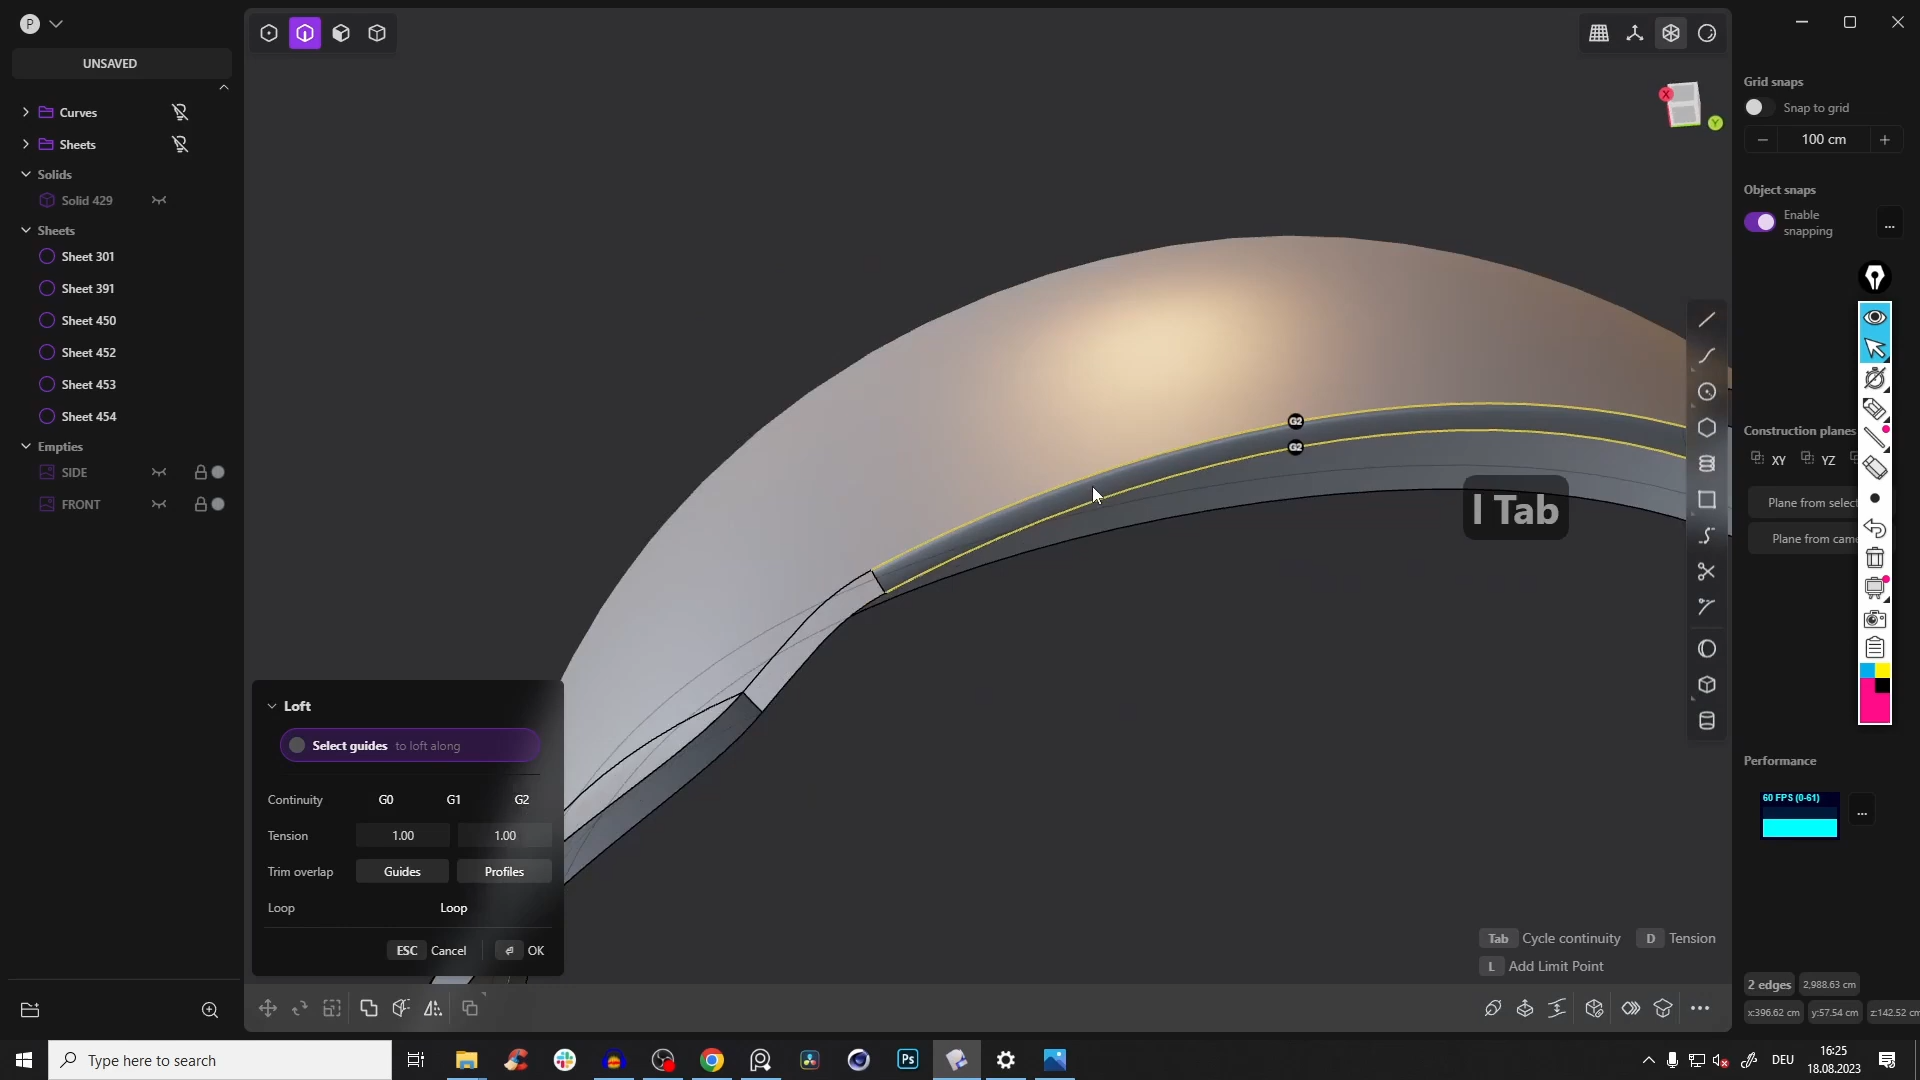 P
UNSAVED
Curves
Sheets
Solids
Solid 429
Sheets
Sheet 301
Sheet 391
Sheet 450
Sheet 452
Sheet 453
Sheet 454
Empties
SIDE
FRONT
X
Y
G2
G2
l Tab
Loft
Select guides to loft along
Continuity G0 G1 G2
Tension 1.00 1.00
Trim overlap Guides Profiles
Loop Loop
ESC Cancel OK
Tab Cycle continuity D Tension
L Add Limit Point
Grid snaps
Snap to grid
− 100 cm +
Object snaps
Enable
snapping
...
Construction planes
XY YZ
Plane from select
Plane from came
Performance
60 FPS (0-61)
...
2 edges 2,988.63 cm
x:396.62 cm y:57.54 cm z:142.52 cm
Type here to search
Ps
DEU
16:25
18.08.2023